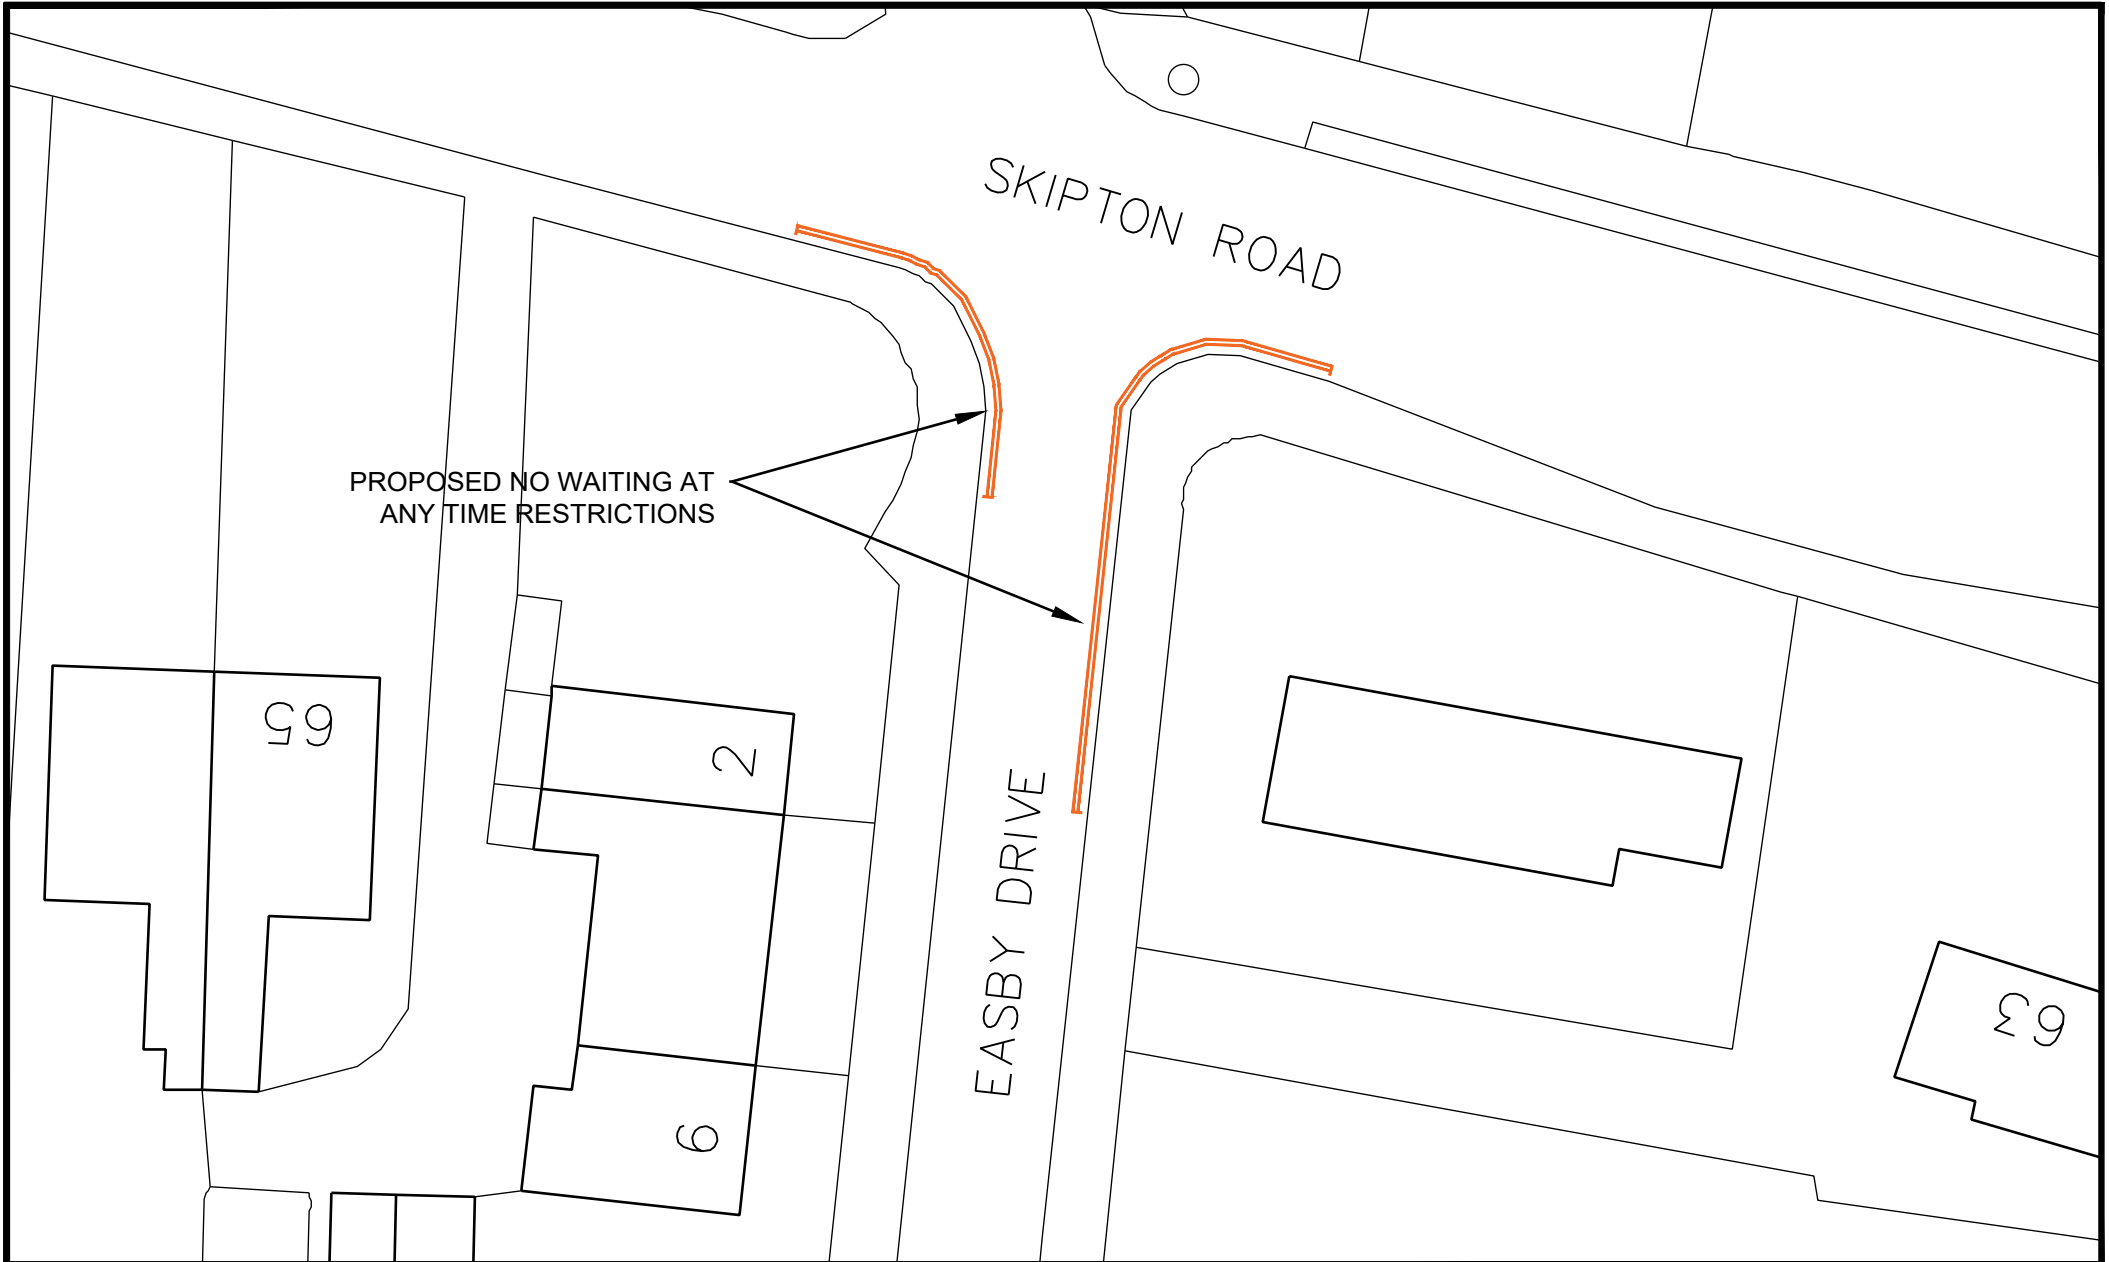 SKIPTON ROAD
PROPOSED NO WAITING AT
ANY TIME RESTRICTIONS
65
2
EASBY DRIVE
63
6